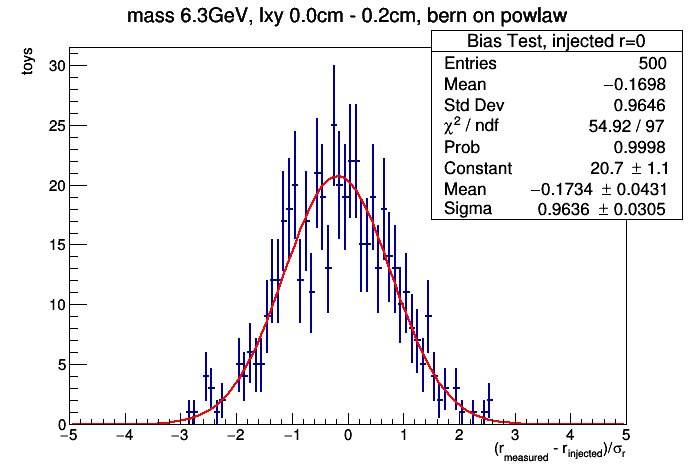 mass 6.3GeV, lxy 0.0cm - 0.2cm, bern on powlaw
Bias Test, injected r=0
Entries 500
Mean −0.1698
Std Dev 0.9646
χ² / ndf 54.92 / 97
Prob 0.9998
Constant 20.7 ± 1.1
Mean −0.1734 ± 0.0431
Sigma 0.9636 ± 0.0305
toys
30
25
20
15
10
5
0
−5 −4 −3 −2 −1 0 1 2 3 4 5
(r_measured - r_injected)/σ_r